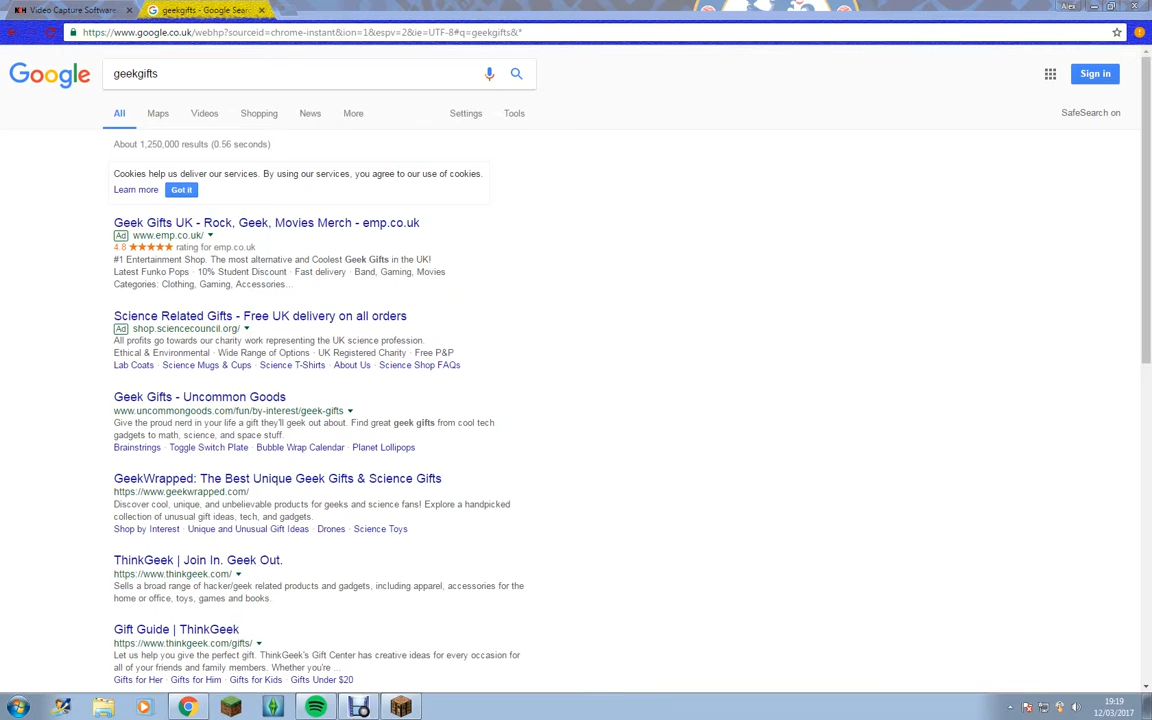 Video Capture Software
geekgifts - Google Sear
Alex
https://www.google.co.uk/webhp?sourceid=chrome-instant&ion=1&espv=2&ie=UTF-8#q=geekgifts&*
Google
geekgifts
Sign in
All Maps Videos Shopping News More Settings Tools
SafeSearch on
About 1,250,000 results (0.56 seconds)
Cookies help us deliver our services. By using our services, you agree to our use of cookies.
Learn more Got it
Geek Gifts UK - Rock, Geek, Movies Merch - emp.co.uk
Ad www.emp.co.uk/
4.8 ★★★★★ rating for emp.co.uk
#1 Entertainment Shop. The most alternative and Coolest Geek Gifts in the UK!
Latest Funko Pops · 10% Student Discount · Fast delivery · Band, Gaming, Movies
Categories: Clothing, Gaming, Accessories...
Science Related Gifts - Free UK delivery on all orders
Ad shop.sciencecouncil.org/
All profits go towards our charity work representing the UK science profession.
Ethical & Environmental · Wide Range of Options · UK Registered Charity · Free P&P
Lab Coats · Science Mugs & Cups · Science T-Shirts · About Us · Science Shop FAQs
Geek Gifts - Uncommon Goods
www.uncommongoods.com/fun/by-interest/geek-gifts
Give the proud nerd in your life a gift they'll geek out about. Find great geek gifts from cool tech
gadgets to math, science, and space stuff.
Brainstrings · Toggle Switch Plate · Bubble Wrap Calendar · Planet Lollipops
GeekWrapped: The Best Unique Geek Gifts & Science Gifts
https://www.geekwrapped.com/
Discover cool, unique, and unbelievable products for geeks and science fans! Explore a handpicked
collection of unusual gift ideas, tech, and gadgets.
Shop by Interest · Unique and Unusual Gift Ideas · Drones · Science Toys
ThinkGeek | Join In. Geek Out.
https://www.thinkgeek.com/
Sells a broad range of hacker/geek related products and gadgets, including apparel, accessories for the
home or office, toys, games and books.
Gift Guide | ThinkGeek
https://www.thinkgeek.com/gifts/
Let us help you give the perfect gift. ThinkGeek's Gift Center has creative ideas for every occasion for
all of your friends and family members. Whether you're ...
Gifts for Her · Gifts for Him · Gifts for Kids · Gifts Under $20
19:19
12/03/2017